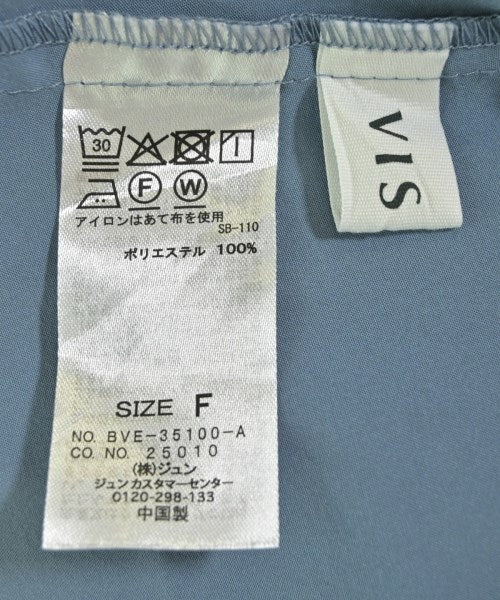 30
F W
アイロンはあて布を使用
SB-110
ポリエステル 100%
SIZE F
NO. BVE-35100-A
CO. NO. 25010
(株)ジュン
ジュン カスタマーセンター
0120-298-133
中国製
VIS